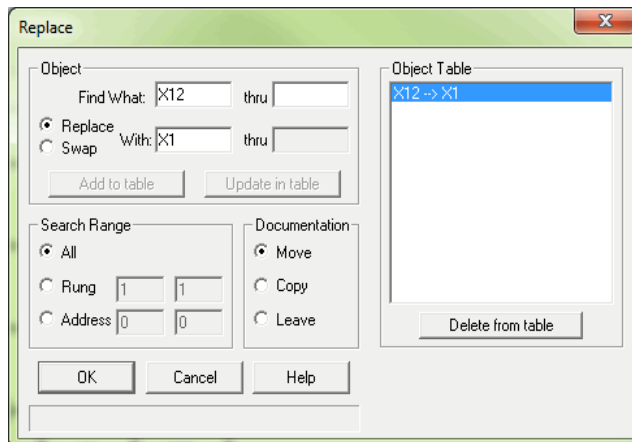 Replace
Object
Find What: X12 thru
Replace
Swap
With: X1 thru
Add to table Update in table
Search Range
All
Rung 1 1
Address 0 0
Documentation
Move
Copy
Leave
OK Cancel Help
Object Table
X12 --> X1
Delete from table